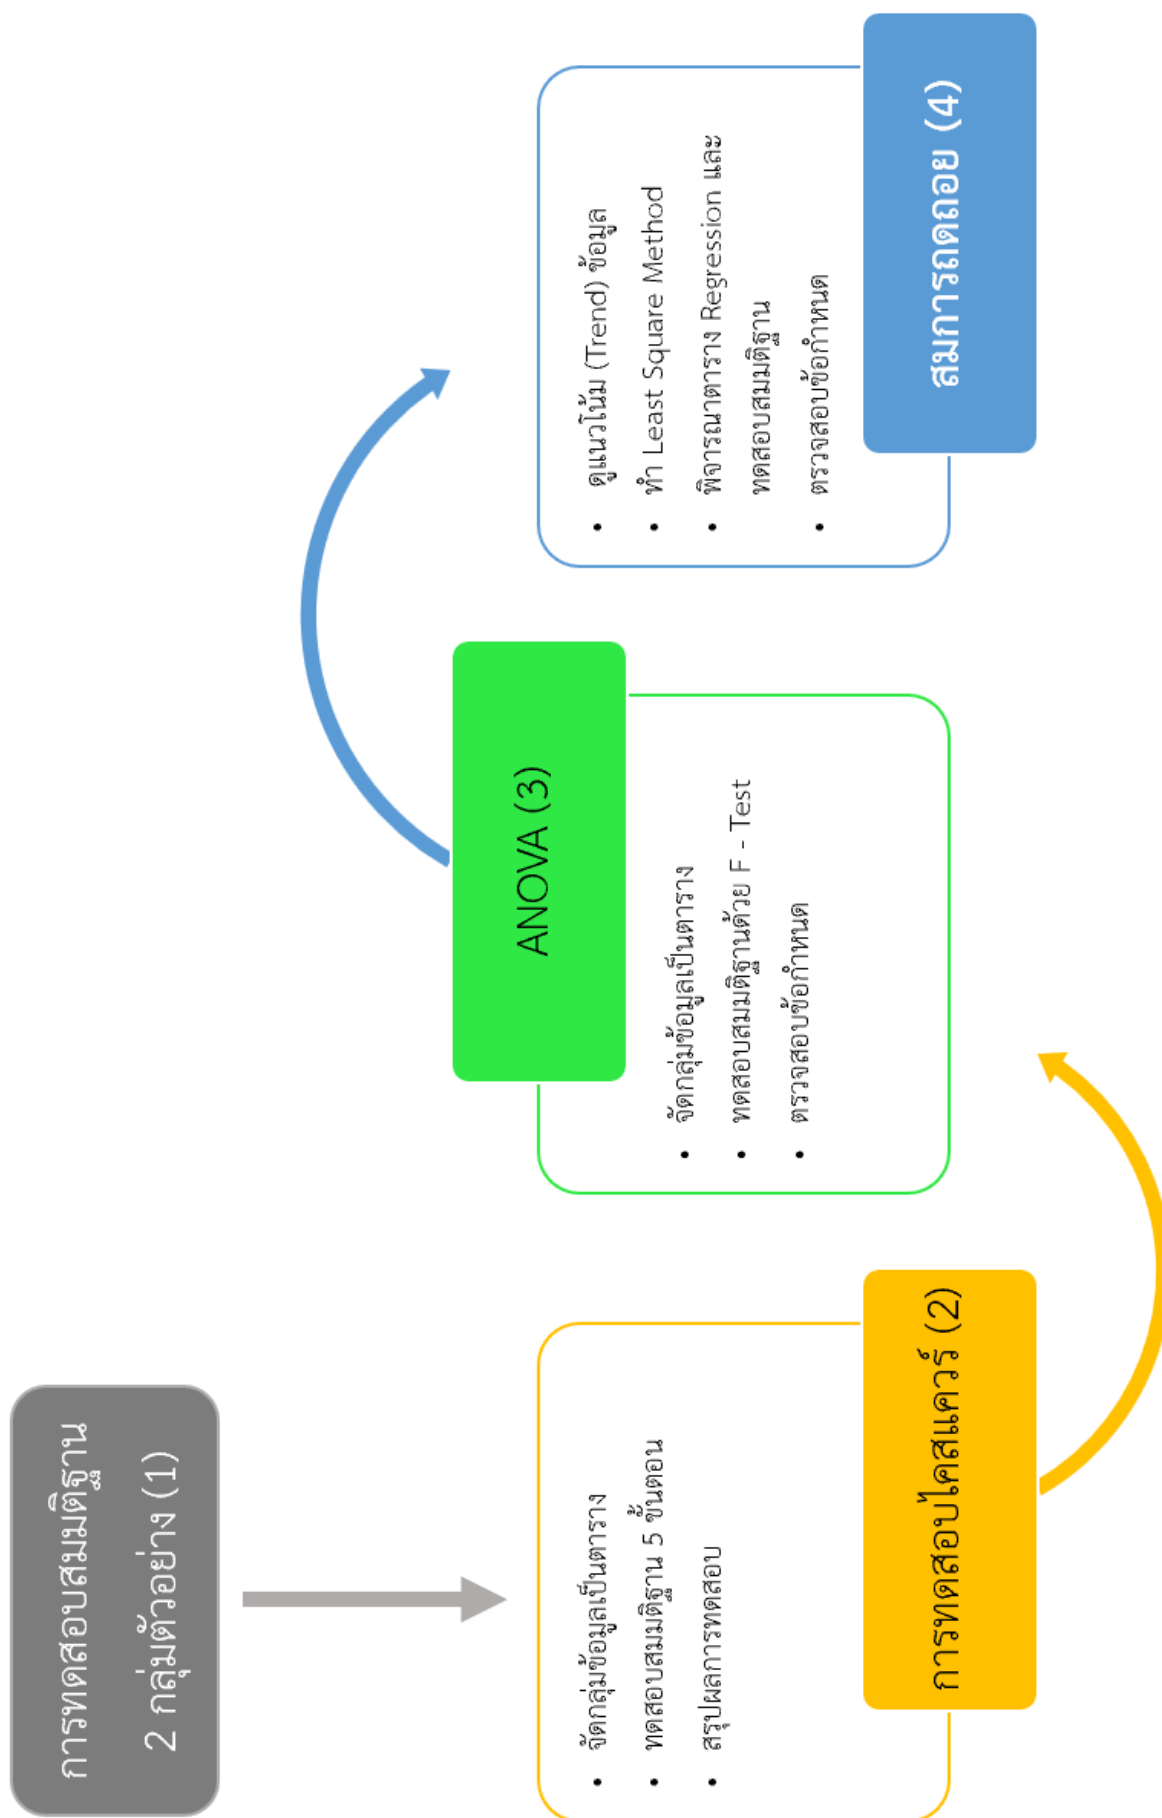 การทดสอบสมมติฐาน
2 กลุ่มตัวอย่าง (1)
• จัดกลุ่มข้อมูลเป็นตาราง
• ทดสอบสมมติฐาน 5 ขั้นตอน
• สรุปผลการทดสอบ
การทดสอบไคสแควร์ (2)
ANOVA (3)
• จัดกลุ่มข้อมูลเป็นตาราง
• ทดสอบสมมติฐานด้วย F - Test
• ตรวจสอบข้อกำหนด
• ดูแนวโน้ม (Trend) ข้อมูล
• ทำ Least Square Method
• พิจารณาตาราง Regression และ
ทดสอบสมมติฐาน
• ตรวจสอบข้อกำหนด
สมการถดถอย (4)